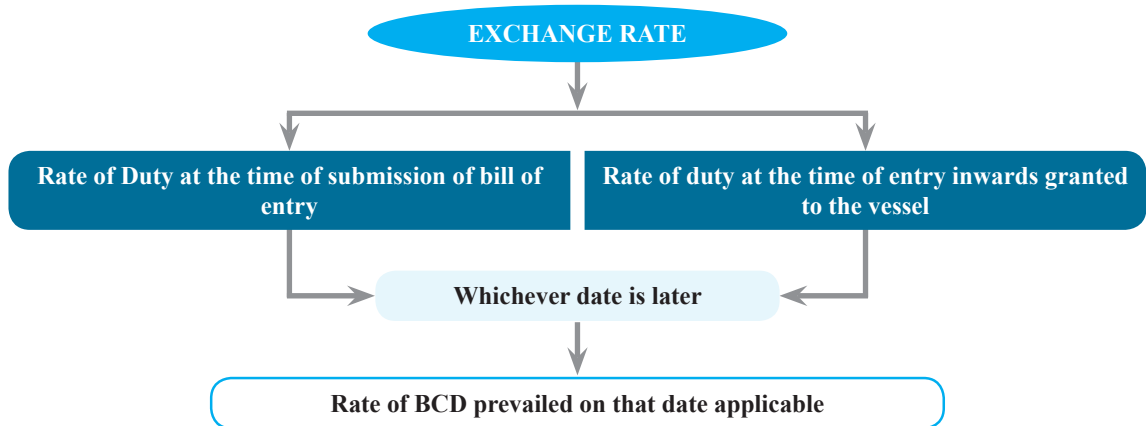 EXCHANGE RATE
Rate of Duty at the time of submission of bill of
entry
Rate of duty at the time of entry inwards granted
to the vessel
Whichever date is later
Rate of BCD prevailed on that date applicable